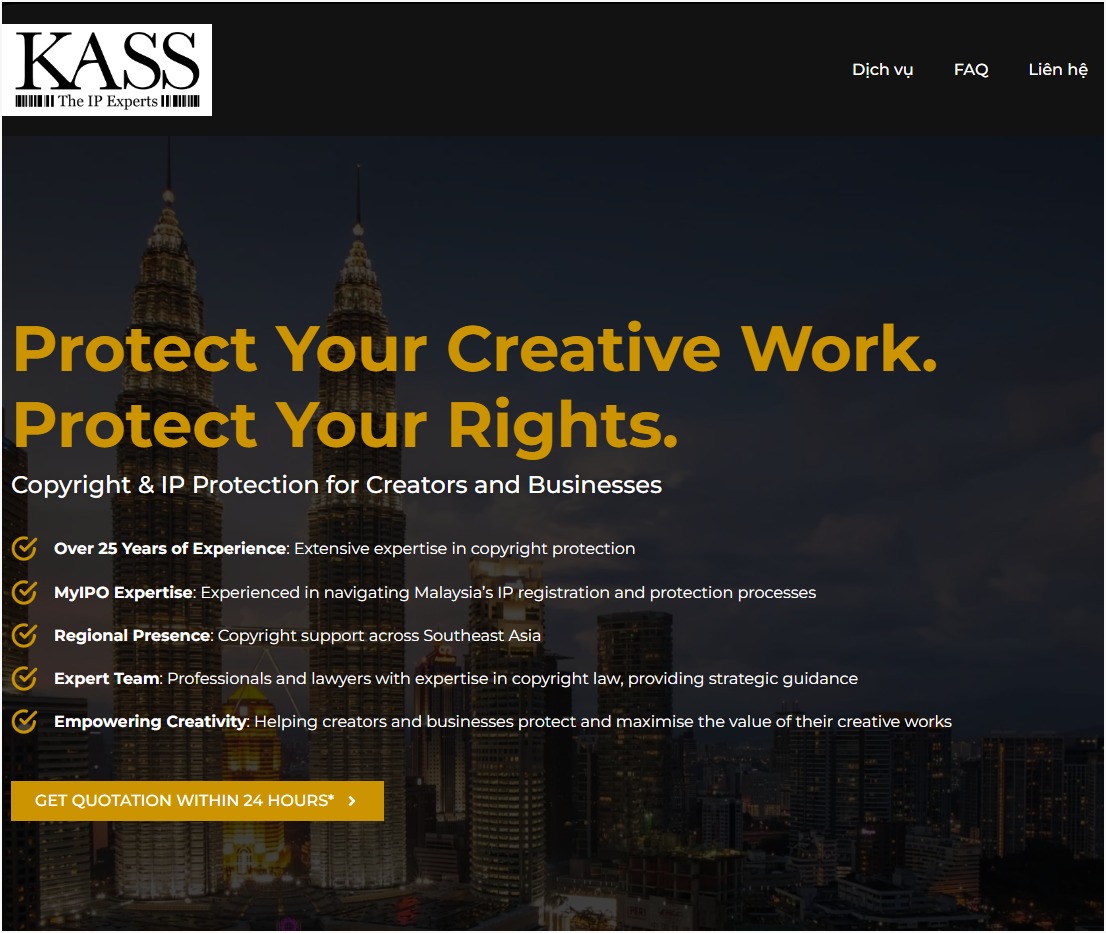 KASS
The IP Experts
Dịch vụ
FAQ
Liên hệ
Protect Your Creative Work.
Protect Your Rights.
Copyright & IP Protection for Creators and Businesses
Over 25 Years of Experience: Extensive expertise in copyright protection
MyIPO Expertise: Experienced in navigating Malaysia’s IP registration and protection processes
Regional Presence: Copyright support across Southeast Asia
Expert Team: Professionals and lawyers with expertise in copyright law, providing strategic guidance
Empowering Creativity: Helping creators and businesses protect and maximise the value of their creative works
GET QUOTATION WITHIN 24 HOURS*